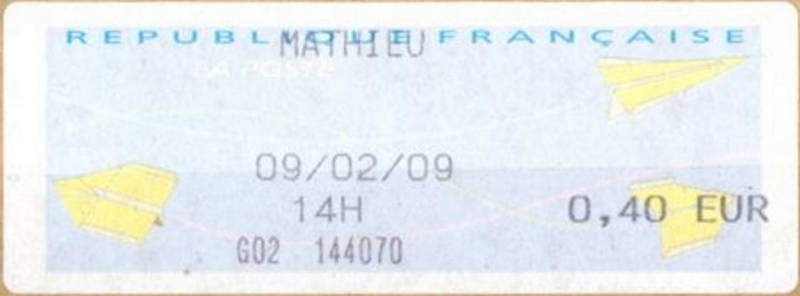 REPUBLIQUE FRANÇAISE
MATHIEU
LA POSTE
09/02/09
14H
0,40 EUR
G02 144070